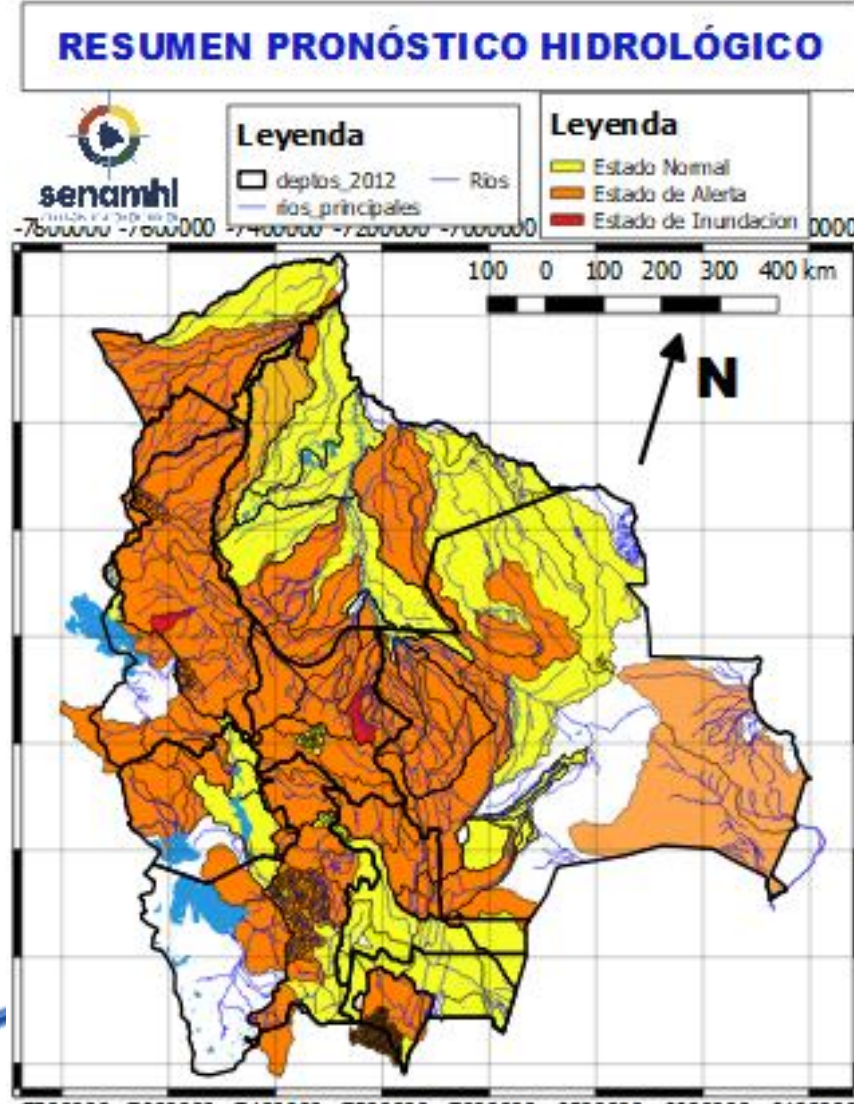 RESUMEN PRONÓSTICO HIDROLÓGICO
senamhi
Leyenda
deptos_2012
Rios
rios_principales
Leyenda
Estado Normal
Estado de Alerta
Estado de Inundacion
-7800000 -7600000 -7400000 -7200000 -7000000
100 0 100 200 300 400 km
N